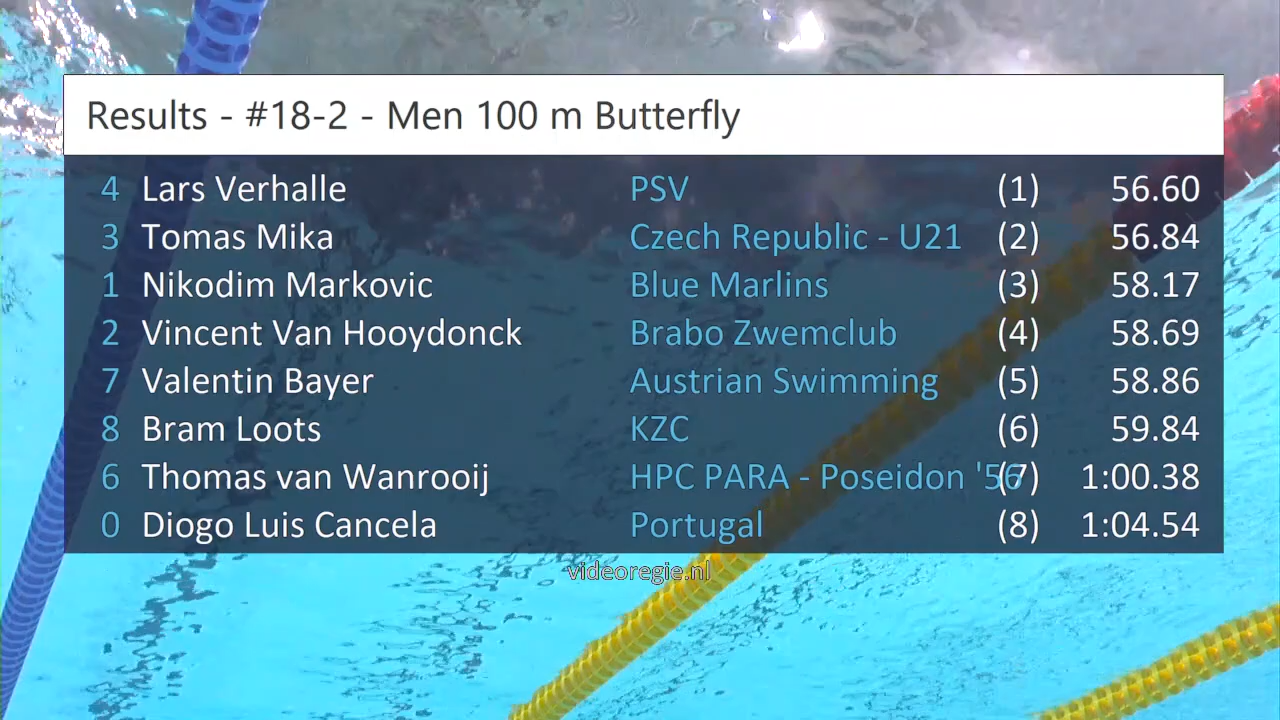 Results - #18-2 - Men 100 m Butterfly
4 Lars Verhalle PSV (1) 56.60
3 Tomas Mika Czech Republic - U21 (2) 56.84
1 Nikodim Markovic Blue Marlins (3) 58.17
2 Vincent Van Hooydonck Brabo Zwemclub (4) 58.69
7 Valentin Bayer Austrian Swimming (5) 58.86
8 Bram Loots KZC (6) 59.84
6 Thomas van Wanrooij HPC PARA - Poseidon '56 (7) 1:00.38
0 Diogo Luis Cancela Portugal (8) 1:04.54
videoregie.nl